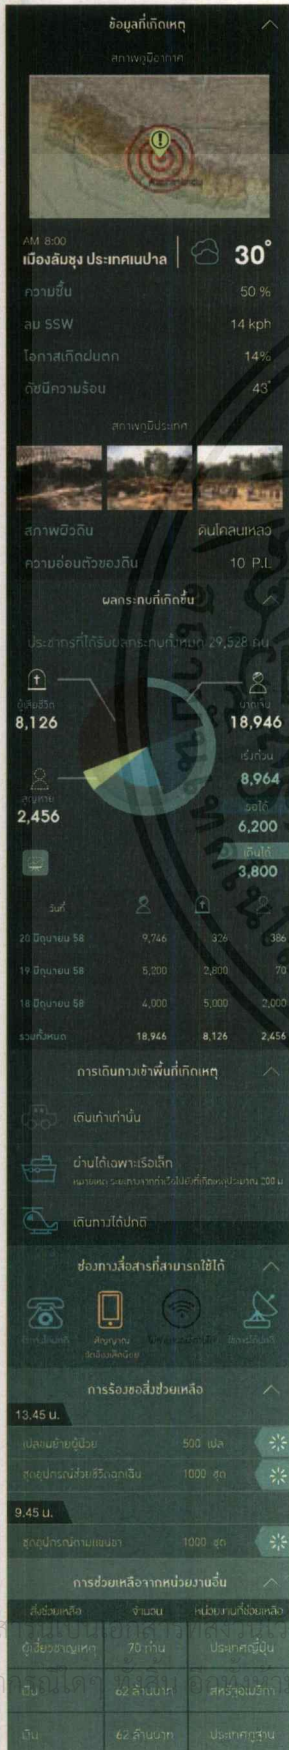 ข้อมูลที่เกิดเหตุ
สภาพภูมิอากาศ
AM 8:00
เมืองลัมชุง ประเทศเนปาล
30°
ความชื้น 50 %
ลม SSW 14 kph
โอกาสเกิดฝนตก 14%
ดัชนีความร้อน 43°
สภาพภูมิประเทศ
สภาพผิวดิน ดินโคลนเหลว
ความอ่อนตัวของดิน 10 P.I.
ผลกระทบที่เกิดขึ้น
ประชากรที่ได้รับผลกระทบทั้งหมด 29,528 คน
ผู้เสียชีวิต
8,126
บาดเจ็บ
18,946
เร่งด่วน
8,964
สูญหาย
2,456
รอได้
6,200
เดินได้
3,800
วันที่
20 มิถุนายน 58 9,746 326 386
19 มิถุนายน 58 5,200 2,800 70
18 มิถุนายน 58 4,000 5,000 2,000
รวมทั้งหมด 18,946 8,126 2,456
การเดินทางเข้าพื้นที่เกิดเหตุ
เดินเท้าเท่านั้น
ผ่านได้เฉพาะเรือเล็ก
เดินทางได้ปกติ
ช่องทางสื่อสารที่สามารถใช้ได้
สัญญาณ
การร้องขอสิ่งช่วยเหลือ
13.45 น.
เปลขนย้ายผู้ป่วย 500 เปล
ชุดอุปกรณ์ช่วยชีวิตฉุกเฉิน 1000 ชุด
9.45 น.
ชุดอุปกรณ์ดามแขนขา 1000 ชุด
การช่วยเหลือจากหน่วยงานอื่น
สิ่งช่วยเหลือ จำนวน หน่วยงานที่ช่วยเหลือ
ผู้เชี่ยวชาญเหตุ 70 ท่าน ประเทศญี่ปุ่น
เงิน 62 ล้านบาท สหรัฐอเมริกา
เงิน 62 ล้านบาท